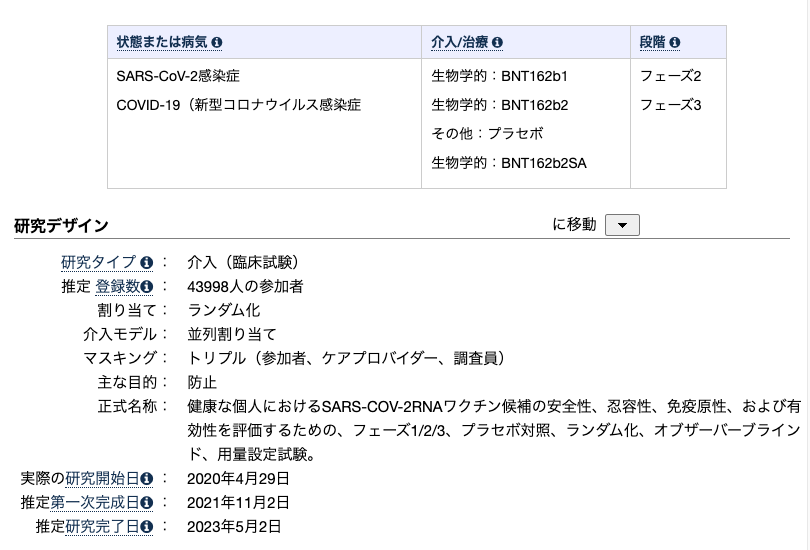 状態または病気 介入/治療 段階
SARS-CoV-2感染症 生物学的：BNT162b1 フェーズ2
COVID-19（新型コロナウイルス感染症 生物学的：BNT162b2 フェーズ3
その他：プラセボ
生物学的：BNT162b2SA
研究デザイン に移動
研究タイプ ： 介入（臨床試験）
推定 登録数 ： 43998人の参加者
割り当て： ランダム化
介入モデル： 並列割り当て
マスキング： トリプル（参加者、ケアプロバイダー、調査員）
主な目的： 防止
正式名称： 健康な個人におけるSARS-COV-2RNAワクチン候補の安全性、忍容性、免疫原性、および有
効性を評価するための、フェーズ1/2/3、プラセボ対照、ランダム化、オブザーバーブライン
ド、用量設定試験。
実際の研究開始日 ： 2020年4月29日
推定第一次完成日 ： 2021年11月2日
推定研究完了日 ： 2023年5月2日